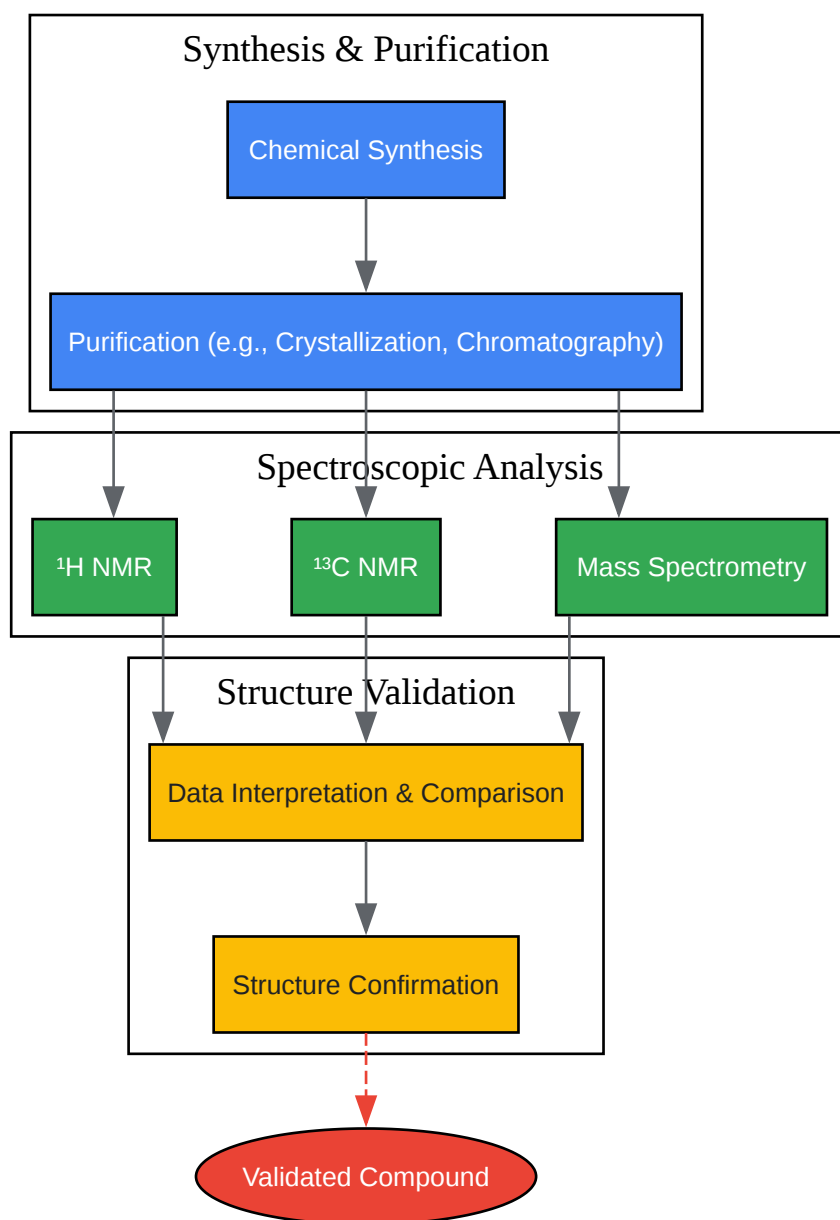 Synthesis & Purification
Chemical Synthesis
Purification (e.g., Crystallization, Chromatography)
Spectroscopic Analysis
¹H NMR
¹³C NMR
Mass Spectrometry
Structure Validation
Data Interpretation & Comparison
Structure Confirmation
Validated Compound